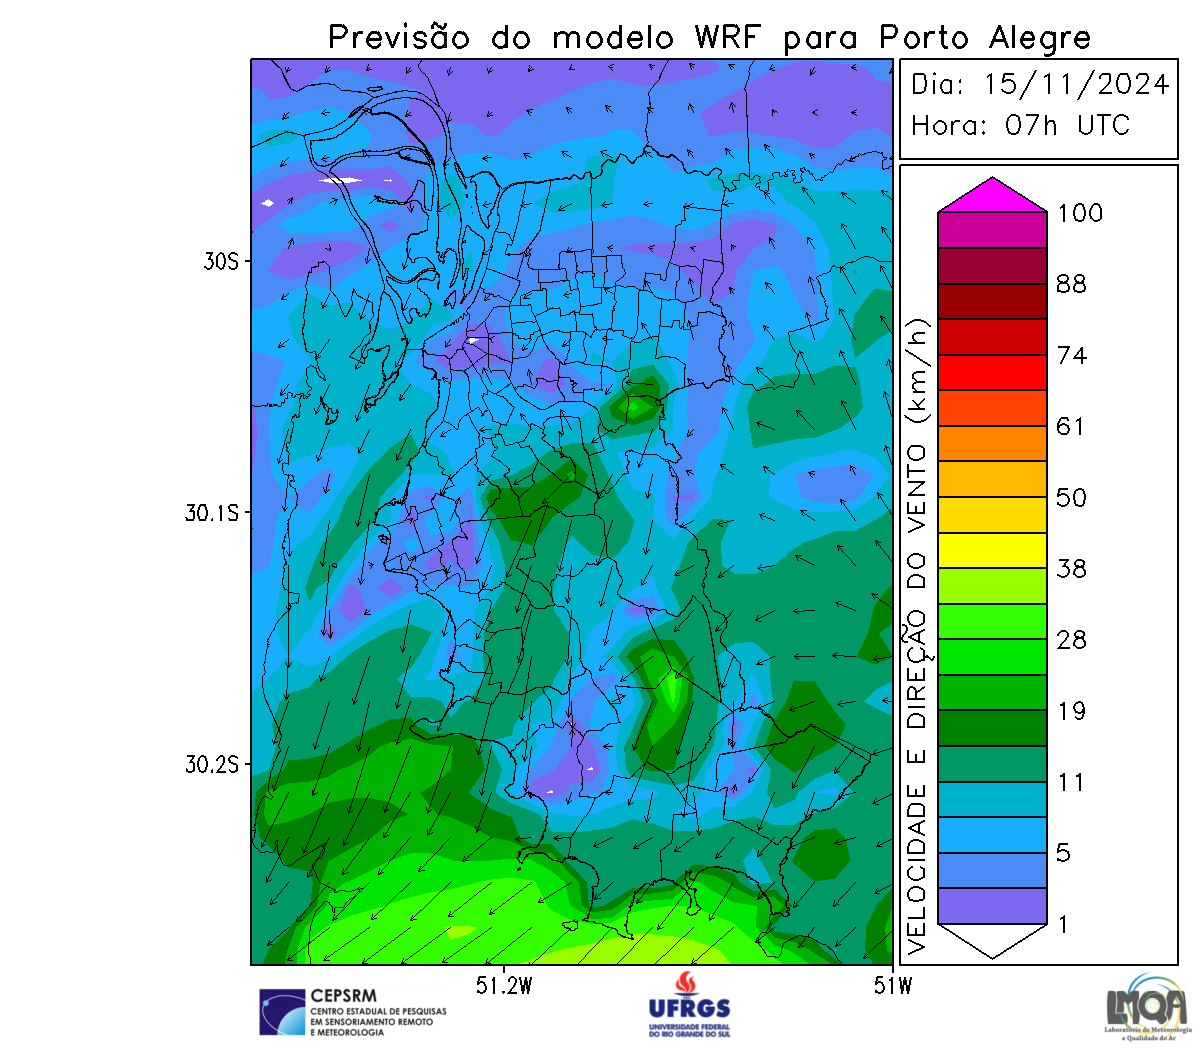 Previsão do modelo WRF para Porto Alegre
Dia: 15/11/2024
Hora: 07h UTC
30S
30.1S
30.2S
51.2W
51W
VELOCIDADE E DIREÇÃO DO VENTO (km/h)
100
88
74
61
50
38
28
19
11
5
1
CEPSRM
CENTRO ESTADUAL DE PESQUISAS
EM SENSORIAMENTO REMOTO
E METEOROLOGIA
UFRGS
UNIVERSIDADE FEDERAL
DO RIO GRANDE DO SUL
LMQA
Laboratório de Meteorologia
e Qualidade do Ar